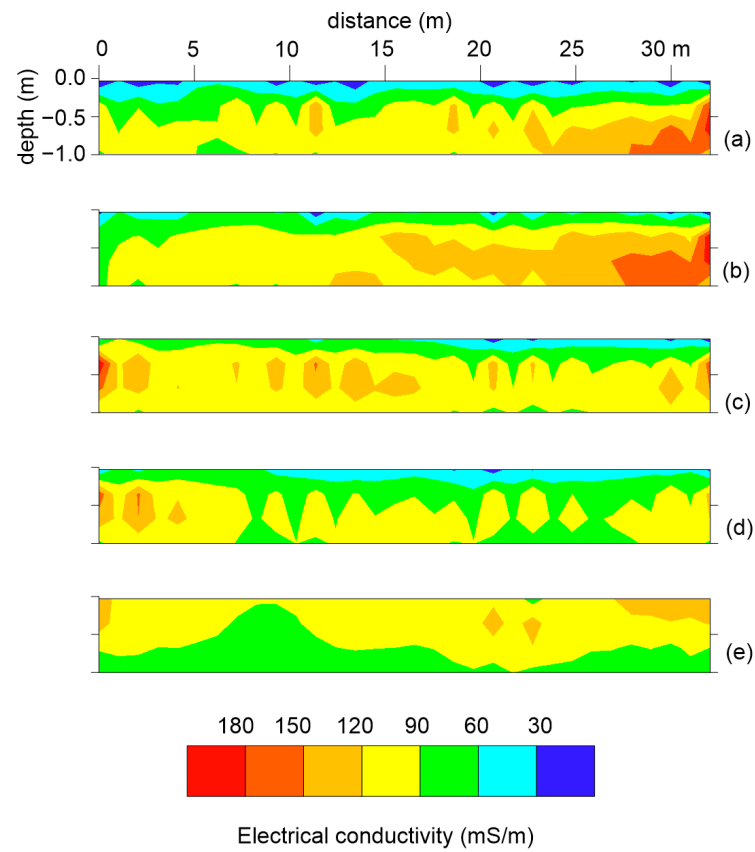 distance (m)
0 5 10 15 20 25 30 m
depth (m)
0.0
−0.5
−1.0
(a)
(b)
(c)
(d)
(e)
180 150 120 90 60 30
Electrical conductivity (mS/m)